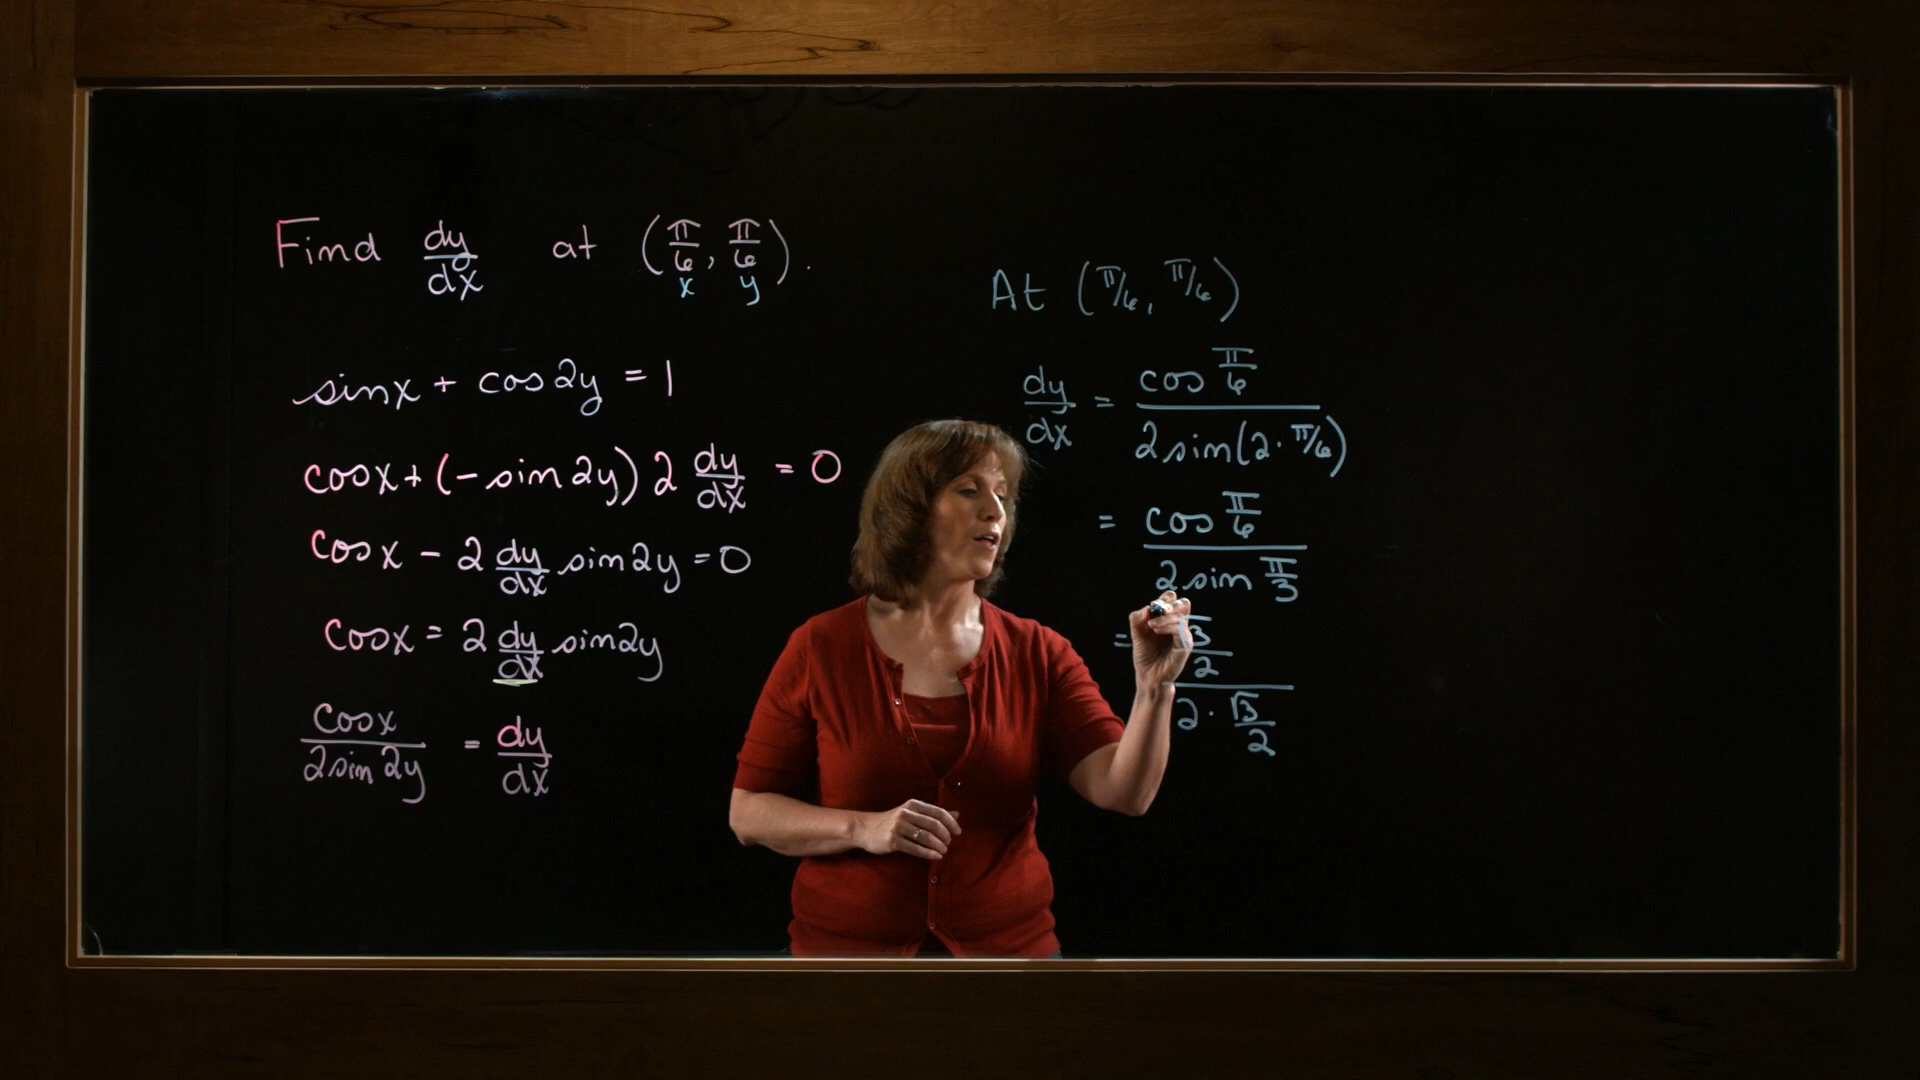 Find dy/dx at (π/6, π/6).
x y
sinx + cos2y = 1
cosx + (-sin2y) 2 dy/dx = 0
cosx - 2 dy/dx sin2y = 0
cosx = 2 dy/dx sin2y
cosx/2sin2y = dy/dx
At (π/6, π/6)
dy/dx = cos π/6 / 2sin(2·π/6)
= cos π/6 / 2sin π/3
= √3/2 / 2·√3/2